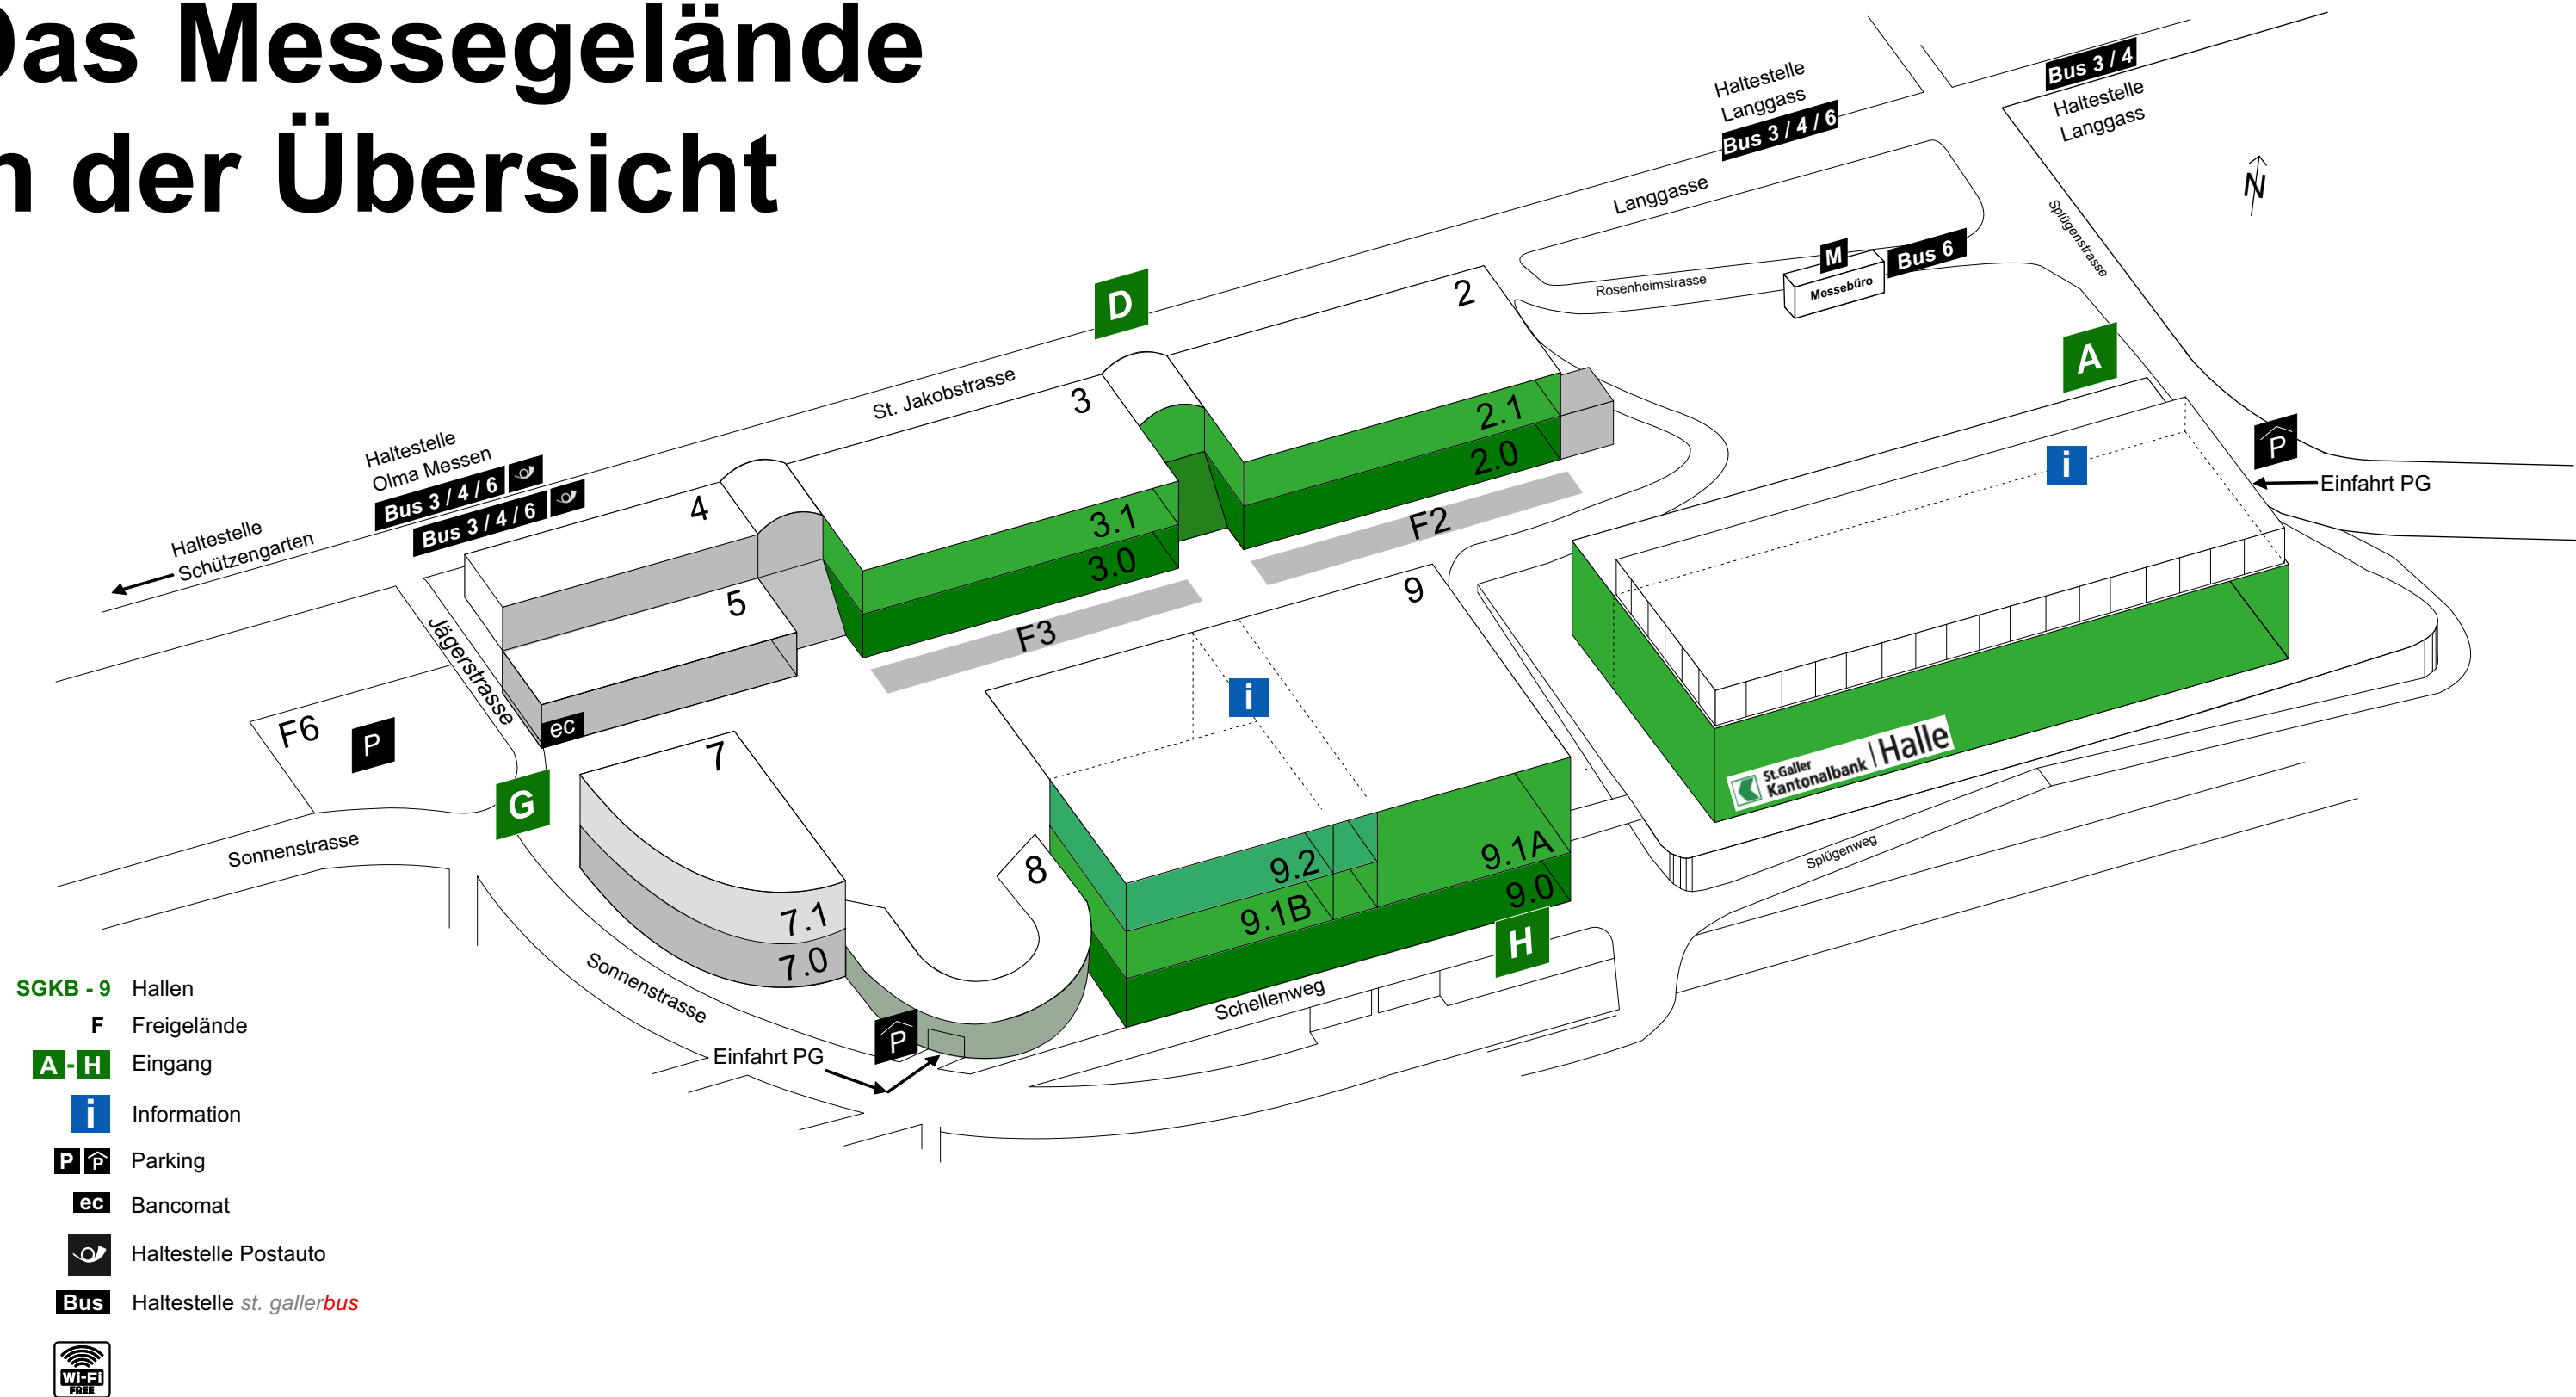 Das Messegelände
n der Übersicht
Bus 3 / 4
Haltestelle
Langgass
Haltestelle
Langgass
Bus 3 / 4 / 6
N
Langgasse
Splügenstrasse
M
Bus 6
Messebüro
Rosenheimstrasse
D
2
A
St. Jakobstrasse
3
2.1
2.0
P
i
Einfahrt PG
Haltestelle
Olma Messen
Bus 3 / 4 / 6
Bus 3 / 4 / 6
4
3.1
3.0
F2
Haltestelle
Schützengarten
5
9
F3
Jägerstrasse
i
F6
P
ec
7
St.Galler
Kantonalbank
Halle
G
Sonnenstrasse
8
9.2
9.1A
9.1B
9.0
Splügenweg
7.1
7.0
H
Sonnenstrasse
Schellenweg
P
Einfahrt PG
SGKB - 9 Hallen
F Freigelände
A - H Eingang
i Information
P P Parking
ec Bancomat
Haltestelle Postauto
Bus Haltestelle st. gallerbus
Wi-Fi
FREE